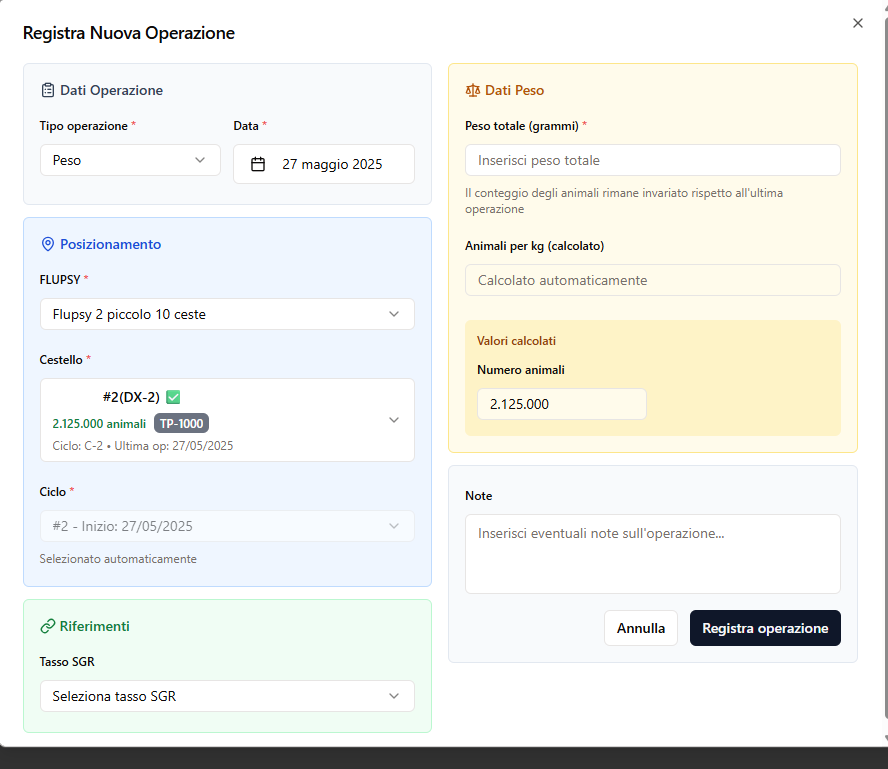 Registra Nuova Operazione
Dati Operazione
Tipo operazione *
Data *
Peso
27 maggio 2025
Posizionamento
FLUPSY *
Flupsy 2 piccolo 10 ceste
Cestello *
#2(DX-2) ✅
2.125.000 animali TP-1000
Ciclo: C-2 • Ultima op: 27/05/2025
Ciclo *
#2 - Inizio: 27/05/2025
Selezionato automaticamente
Riferimenti
Tasso SGR
Seleziona tasso SGR
Dati Peso
Peso totale (grammi) *
Inserisci peso totale
Il conteggio degli animali rimane invariato rispetto all'ultima
operazione
Animali per kg (calcolato)
Calcolato automaticamente
Valori calcolati
Numero animali
2.125.000
Note
Inserisci eventuali note sull'operazione...
Annulla
Registra operazione